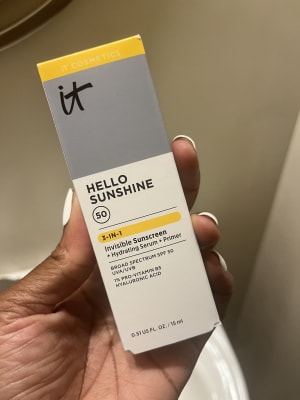 iT COSMETICS
it
HELLO
SUNSHINE
50
3-IN-1
Invisible Sunscreen
+ Hydrating Serum + Primer
BROAD SPECTRUM SPF 50
UVA/UVB
1% PRO-VITAMIN B5
HYALURONIC ACID
0.51 US FL. OZ. / 15 ml